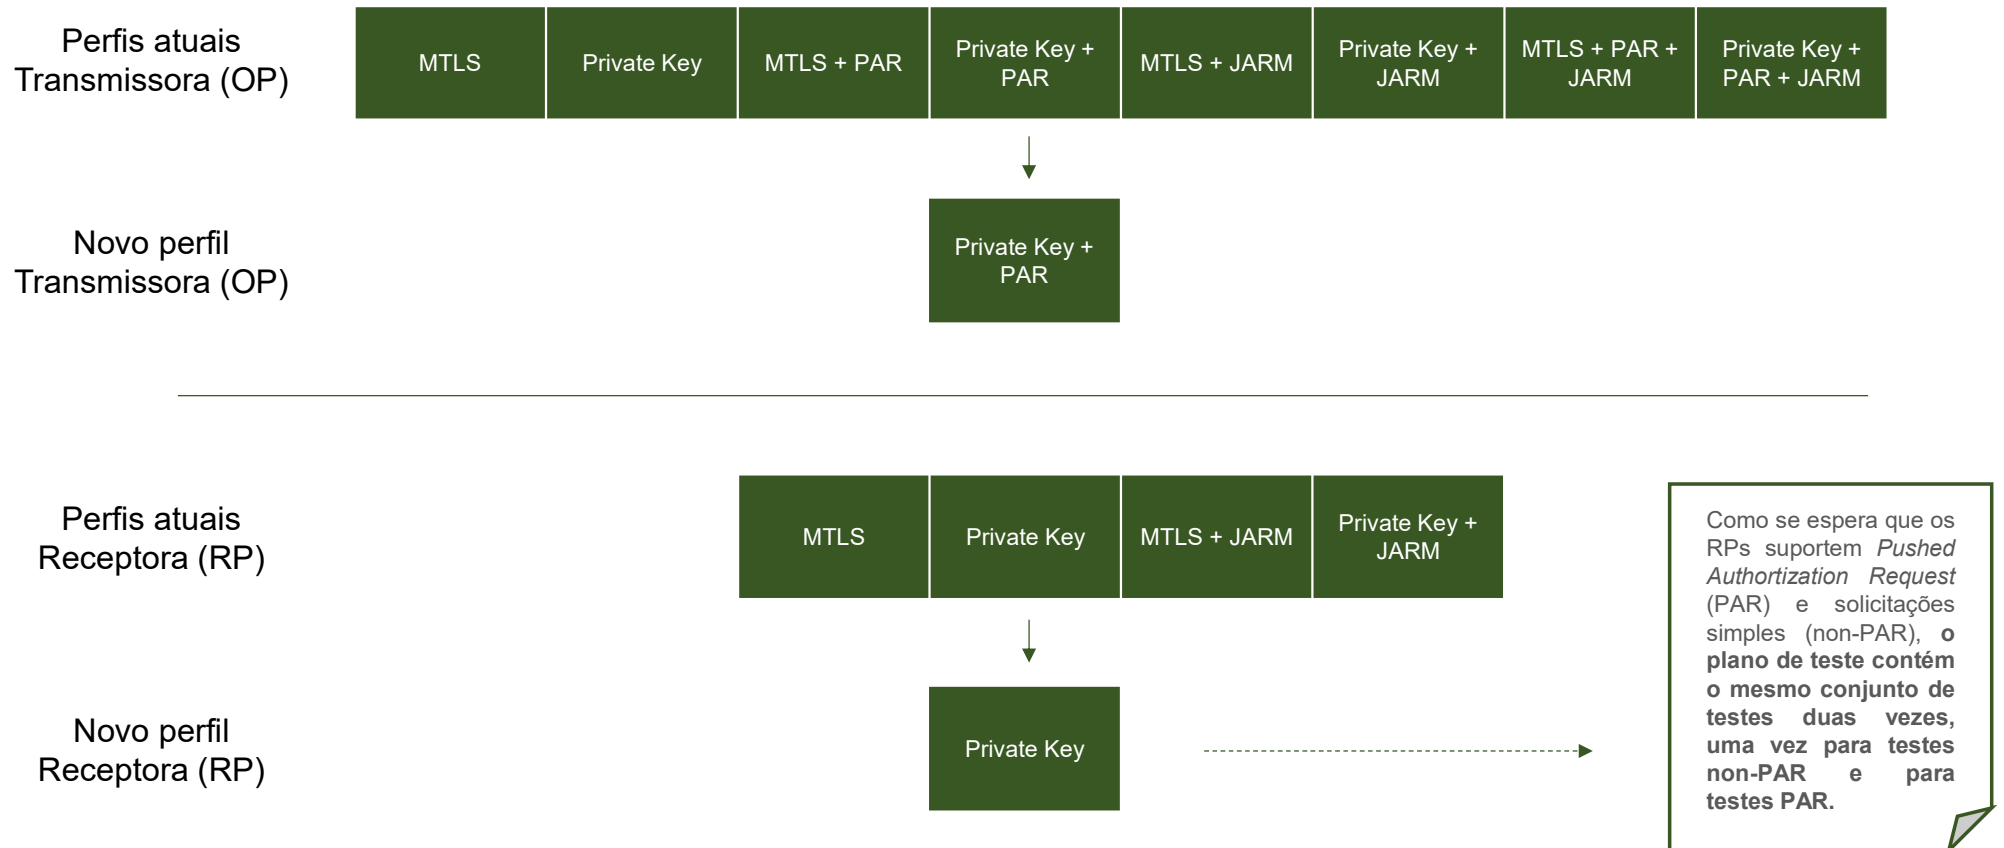 Perfis atuais
Transmissora (OP)
MTLS
Private Key
MTLS + PAR
Private Key +
PAR
MTLS + JARM
Private Key +
JARM
MTLS + PAR +
JARM
Private Key +
PAR + JARM
Novo perfil
Transmissora (OP)
Private Key +
PAR
Perfis atuais
Receptora (RP)
MTLS
Private Key
MTLS + JARM
Private Key +
JARM
Novo perfil
Receptora (RP)
Private Key
Como se espera que os
RPs suportem Pushed
Authortization Request
(PAR) e solicitações
simples (non-PAR), o
plano de teste contém
o mesmo conjunto de
testes duas vezes,
uma vez para testes
non-PAR e para
testes PAR.